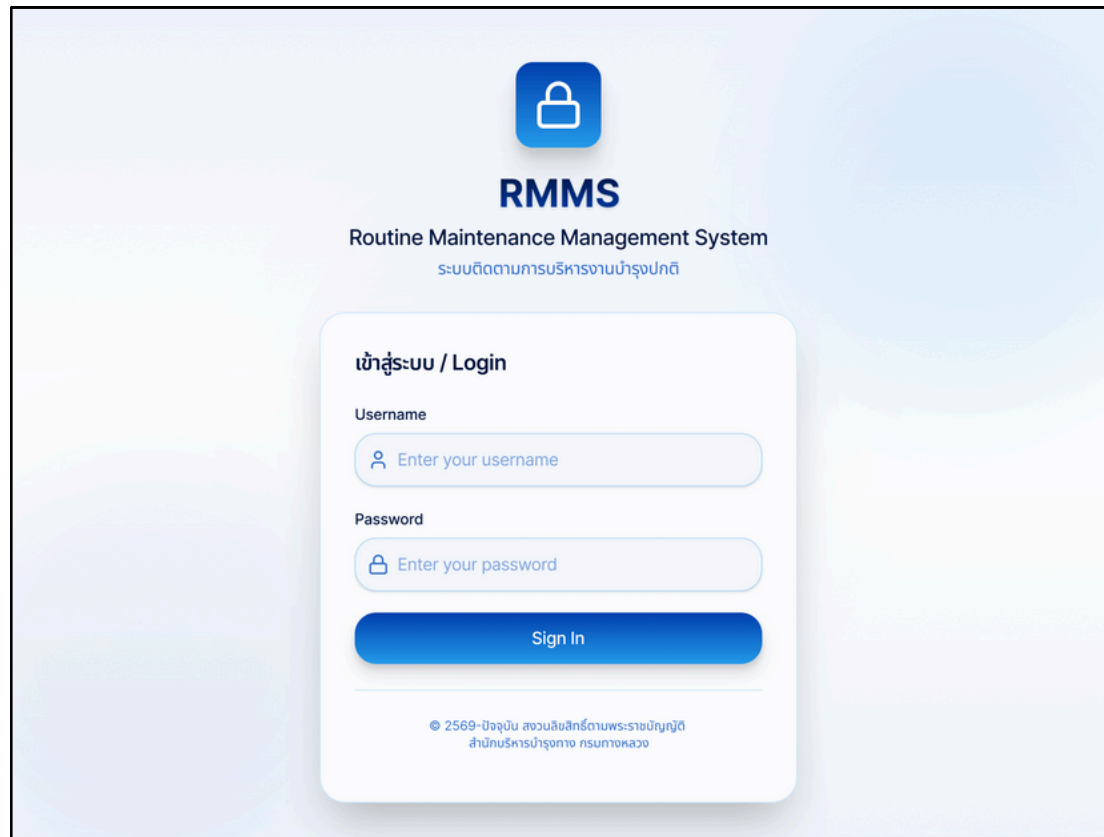 RMMS
Routine Maintenance Management System
ระบบติดตามการบริหารงานบำรุงปกติ
เข้าสู่ระบบ / Login
Username
Enter your username
Password
Enter your password
Sign In
© 2569-ปัจจุบัน สงวนลิขสิทธิ์ตามพระราชบัญญัติ
สำนักบริหารบำรุงทาง กรมทางหลวง